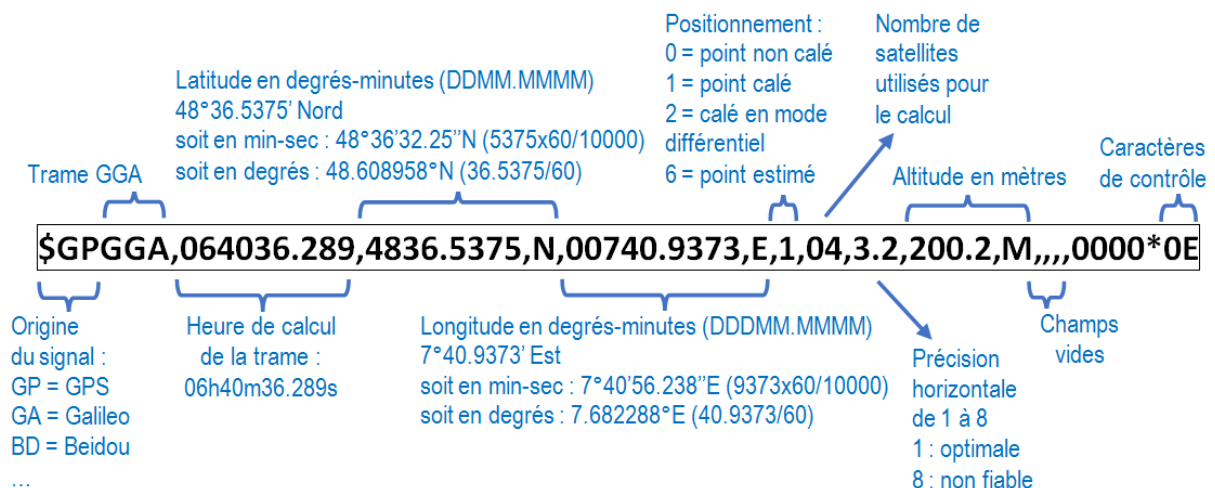 Positionnement :
0 = point non calé
1 = point calé
2 = calé en mode
différentiel
6 = point estimé
Nombre de
satellites
utilisés pour
le calcul
Latitude en degrés-minutes (DDMM.MMMM)
48°36.5375' Nord
soit en min-sec : 48°36'32.25''N (5375x60/10000)
soit en degrés : 48.608958°N (36.5375/60)
Trame GGA
Altitude en mètres
Caractères
de contrôle
$GPGGA,064036.289,4836.5375,N,00740.9373,E,1,04,3.2,200.2,M,,,,0000*0E
Origine
du signal :
GP = GPS
GA = Galileo
BD = Beidou
…
Heure de calcul
de la trame :
06h40m36.289s
Longitude en degrés-minutes (DDDMM.MMMM)
7°40.9373' Est
soit en min-sec : 7°40'56.238''E (9373x60/10000)
soit en degrés : 7.682288°E (40.9373/60)
Précision
horizontale
de 1 à 8
1 : optimale
8 : non fiable
Champs
vides